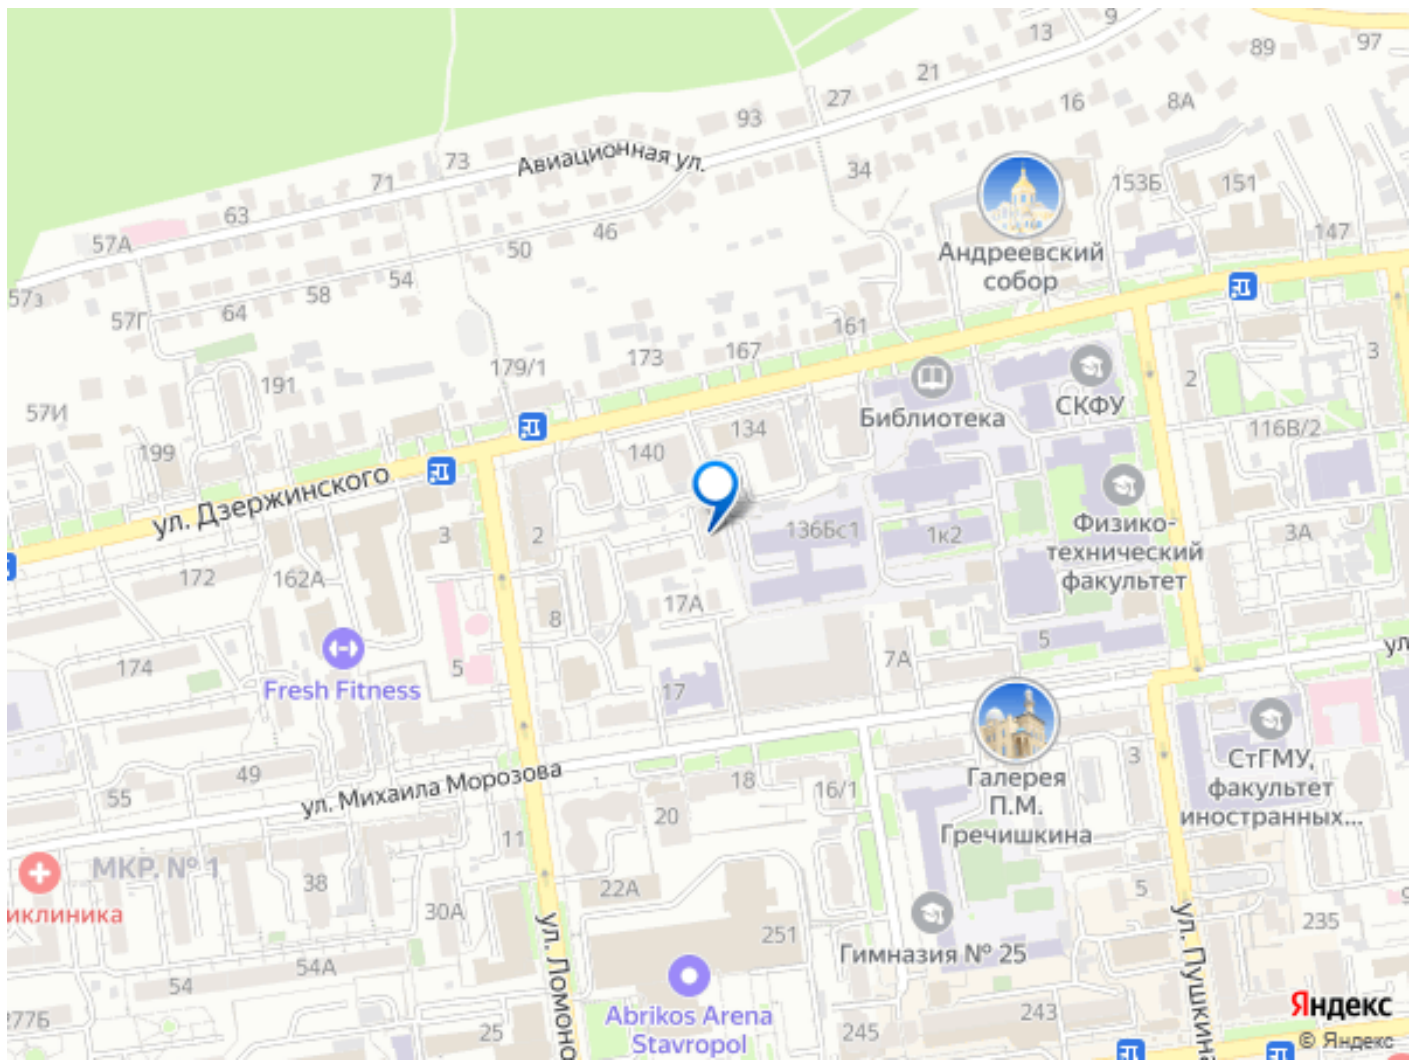 9
13
97
89
21
27
16
8А
93
Авиационная ул.
73
34
71
153Б
151
63
57А
46
50
147
Андреевский
собор
54
57з
58
64
57Г
161
173
167
179/1
3
2
191
57И
Библиотека
СКФУ
134
116В/2
199
140
ул. Дзержинского
Физико-
технический
факультет
3
2
136Бс1
1к2
3А
172
162А
17А
8
5
7А
ул
174
5
17
Fresh Fitness
СтГМУ,
факультет
иностранных...
3
49
18
16/1
Галерея
П.М.
Гречишкина
55
ул. Михаила Морозова
20
11
МКР. № 1
38
22А
5
9
иклиника
30А
251
235
Гимназия № 25
54А
54
ул. Ломоно
ул. Пушкин
277Б
25
Abrikos Arena
Stavropol
245
243
Яндекс
© Яндекс